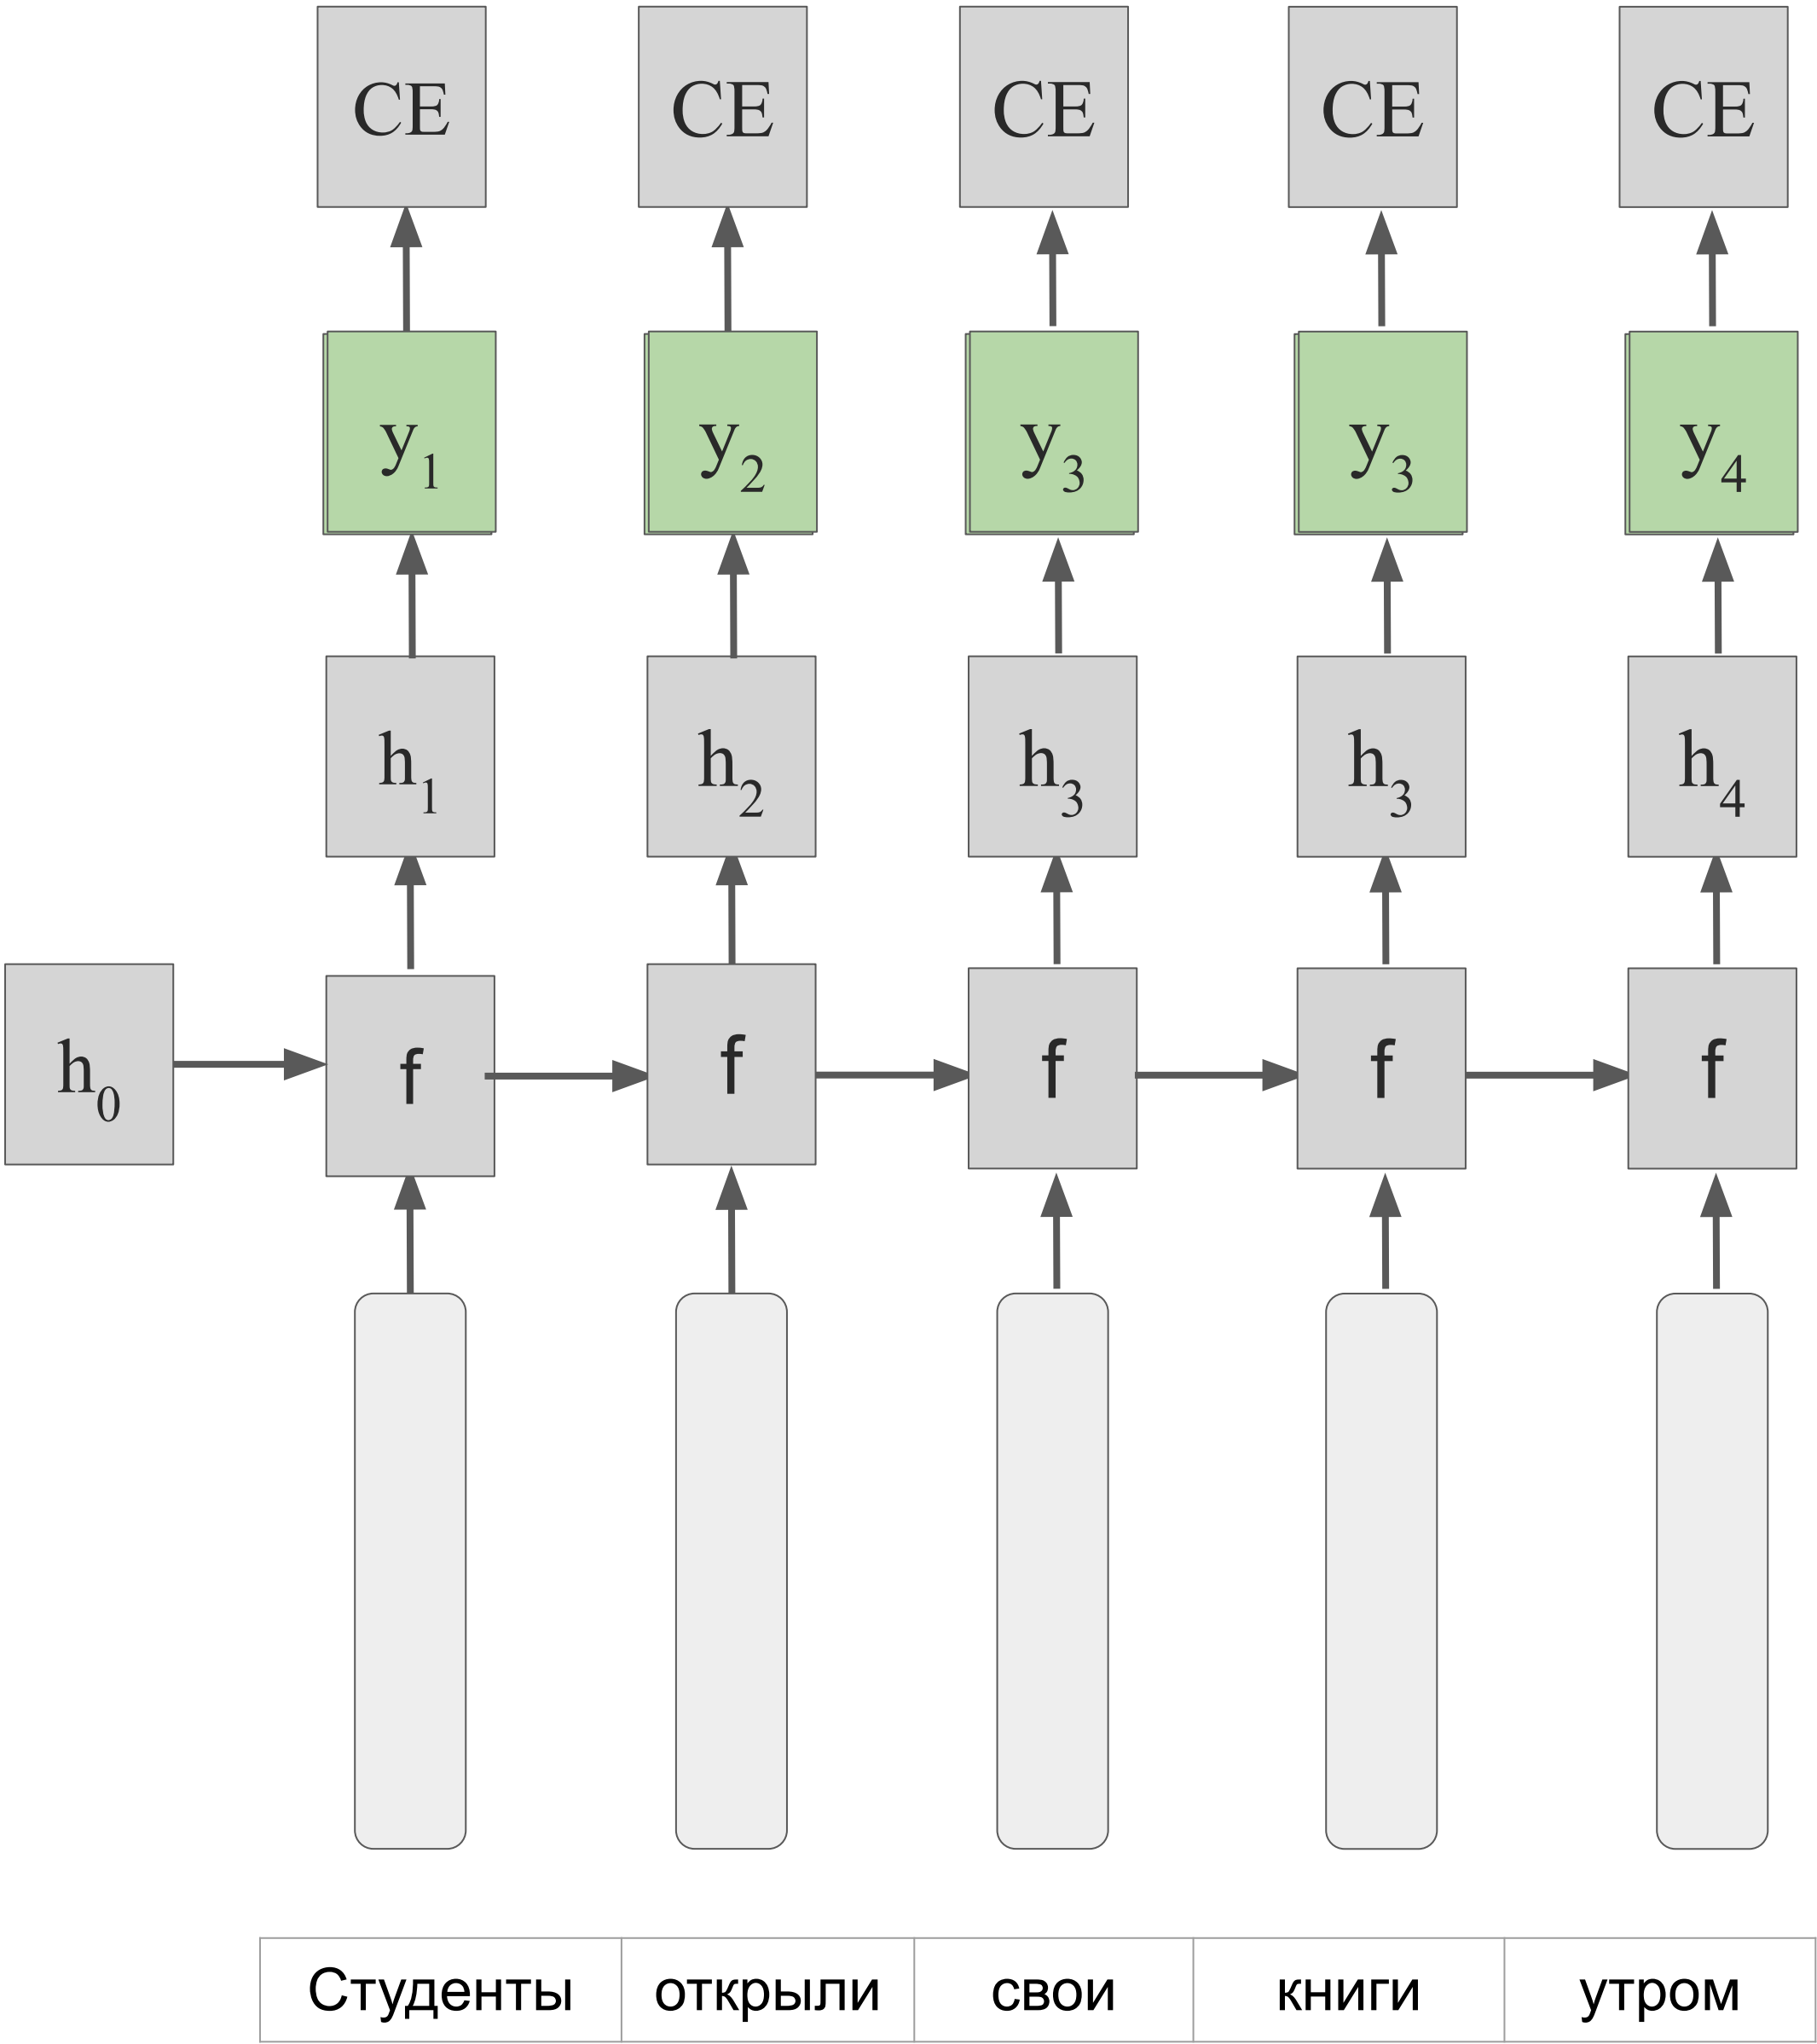 CE CE CE CE CE
y1 y2 y3 y3 y4
h1 h2 h3 h3 h4
h0 f f f f f
Студенты открыли свои книги утром